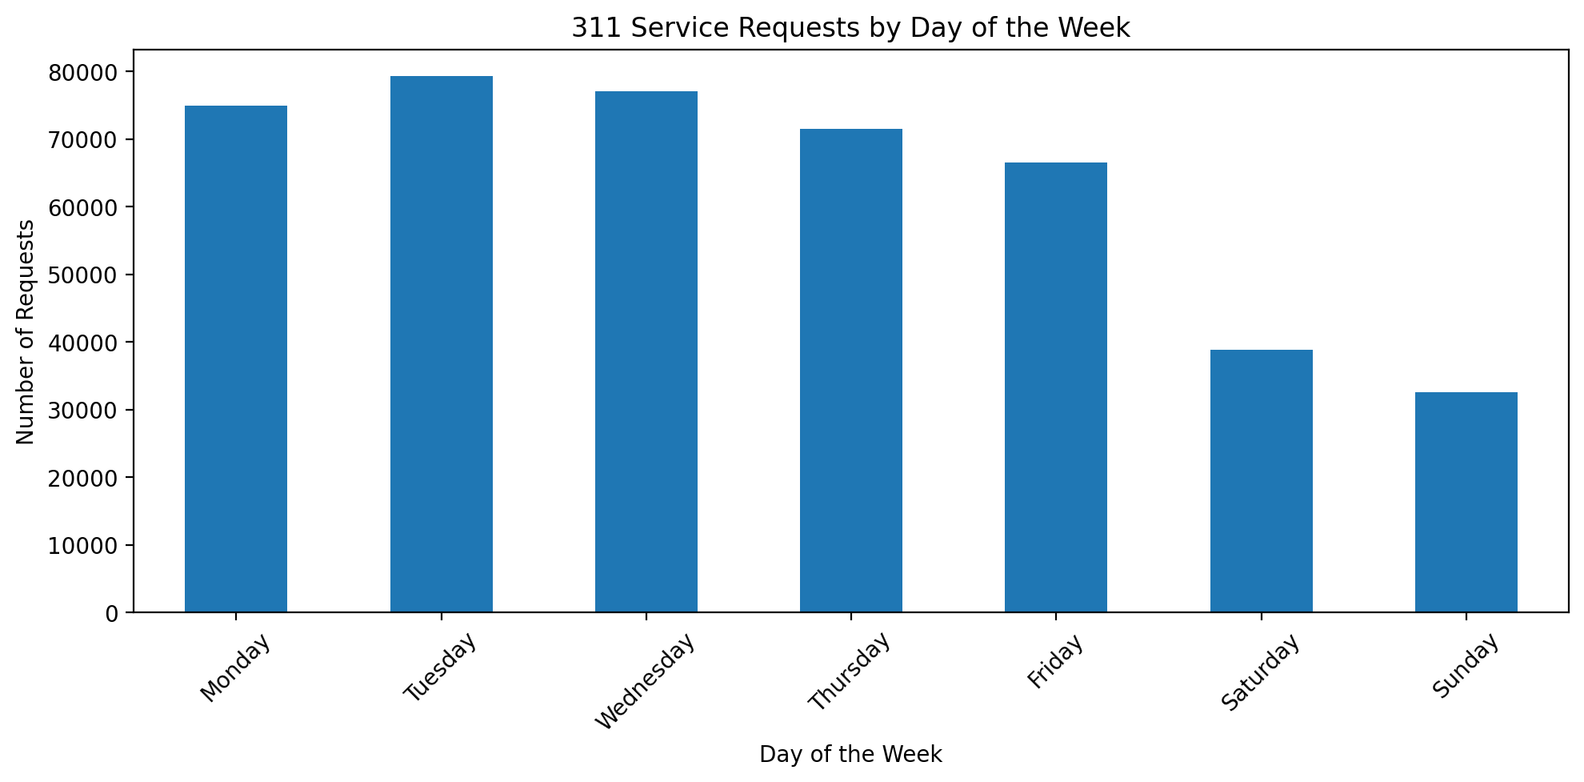 311 Service Requests by Day of the Week
Number of Requests
80000
70000
60000
50000
40000
30000
20000
10000
0
Monday
Tuesday
Wednesday
Thursday
Friday
Saturday
Sunday
Day of the Week